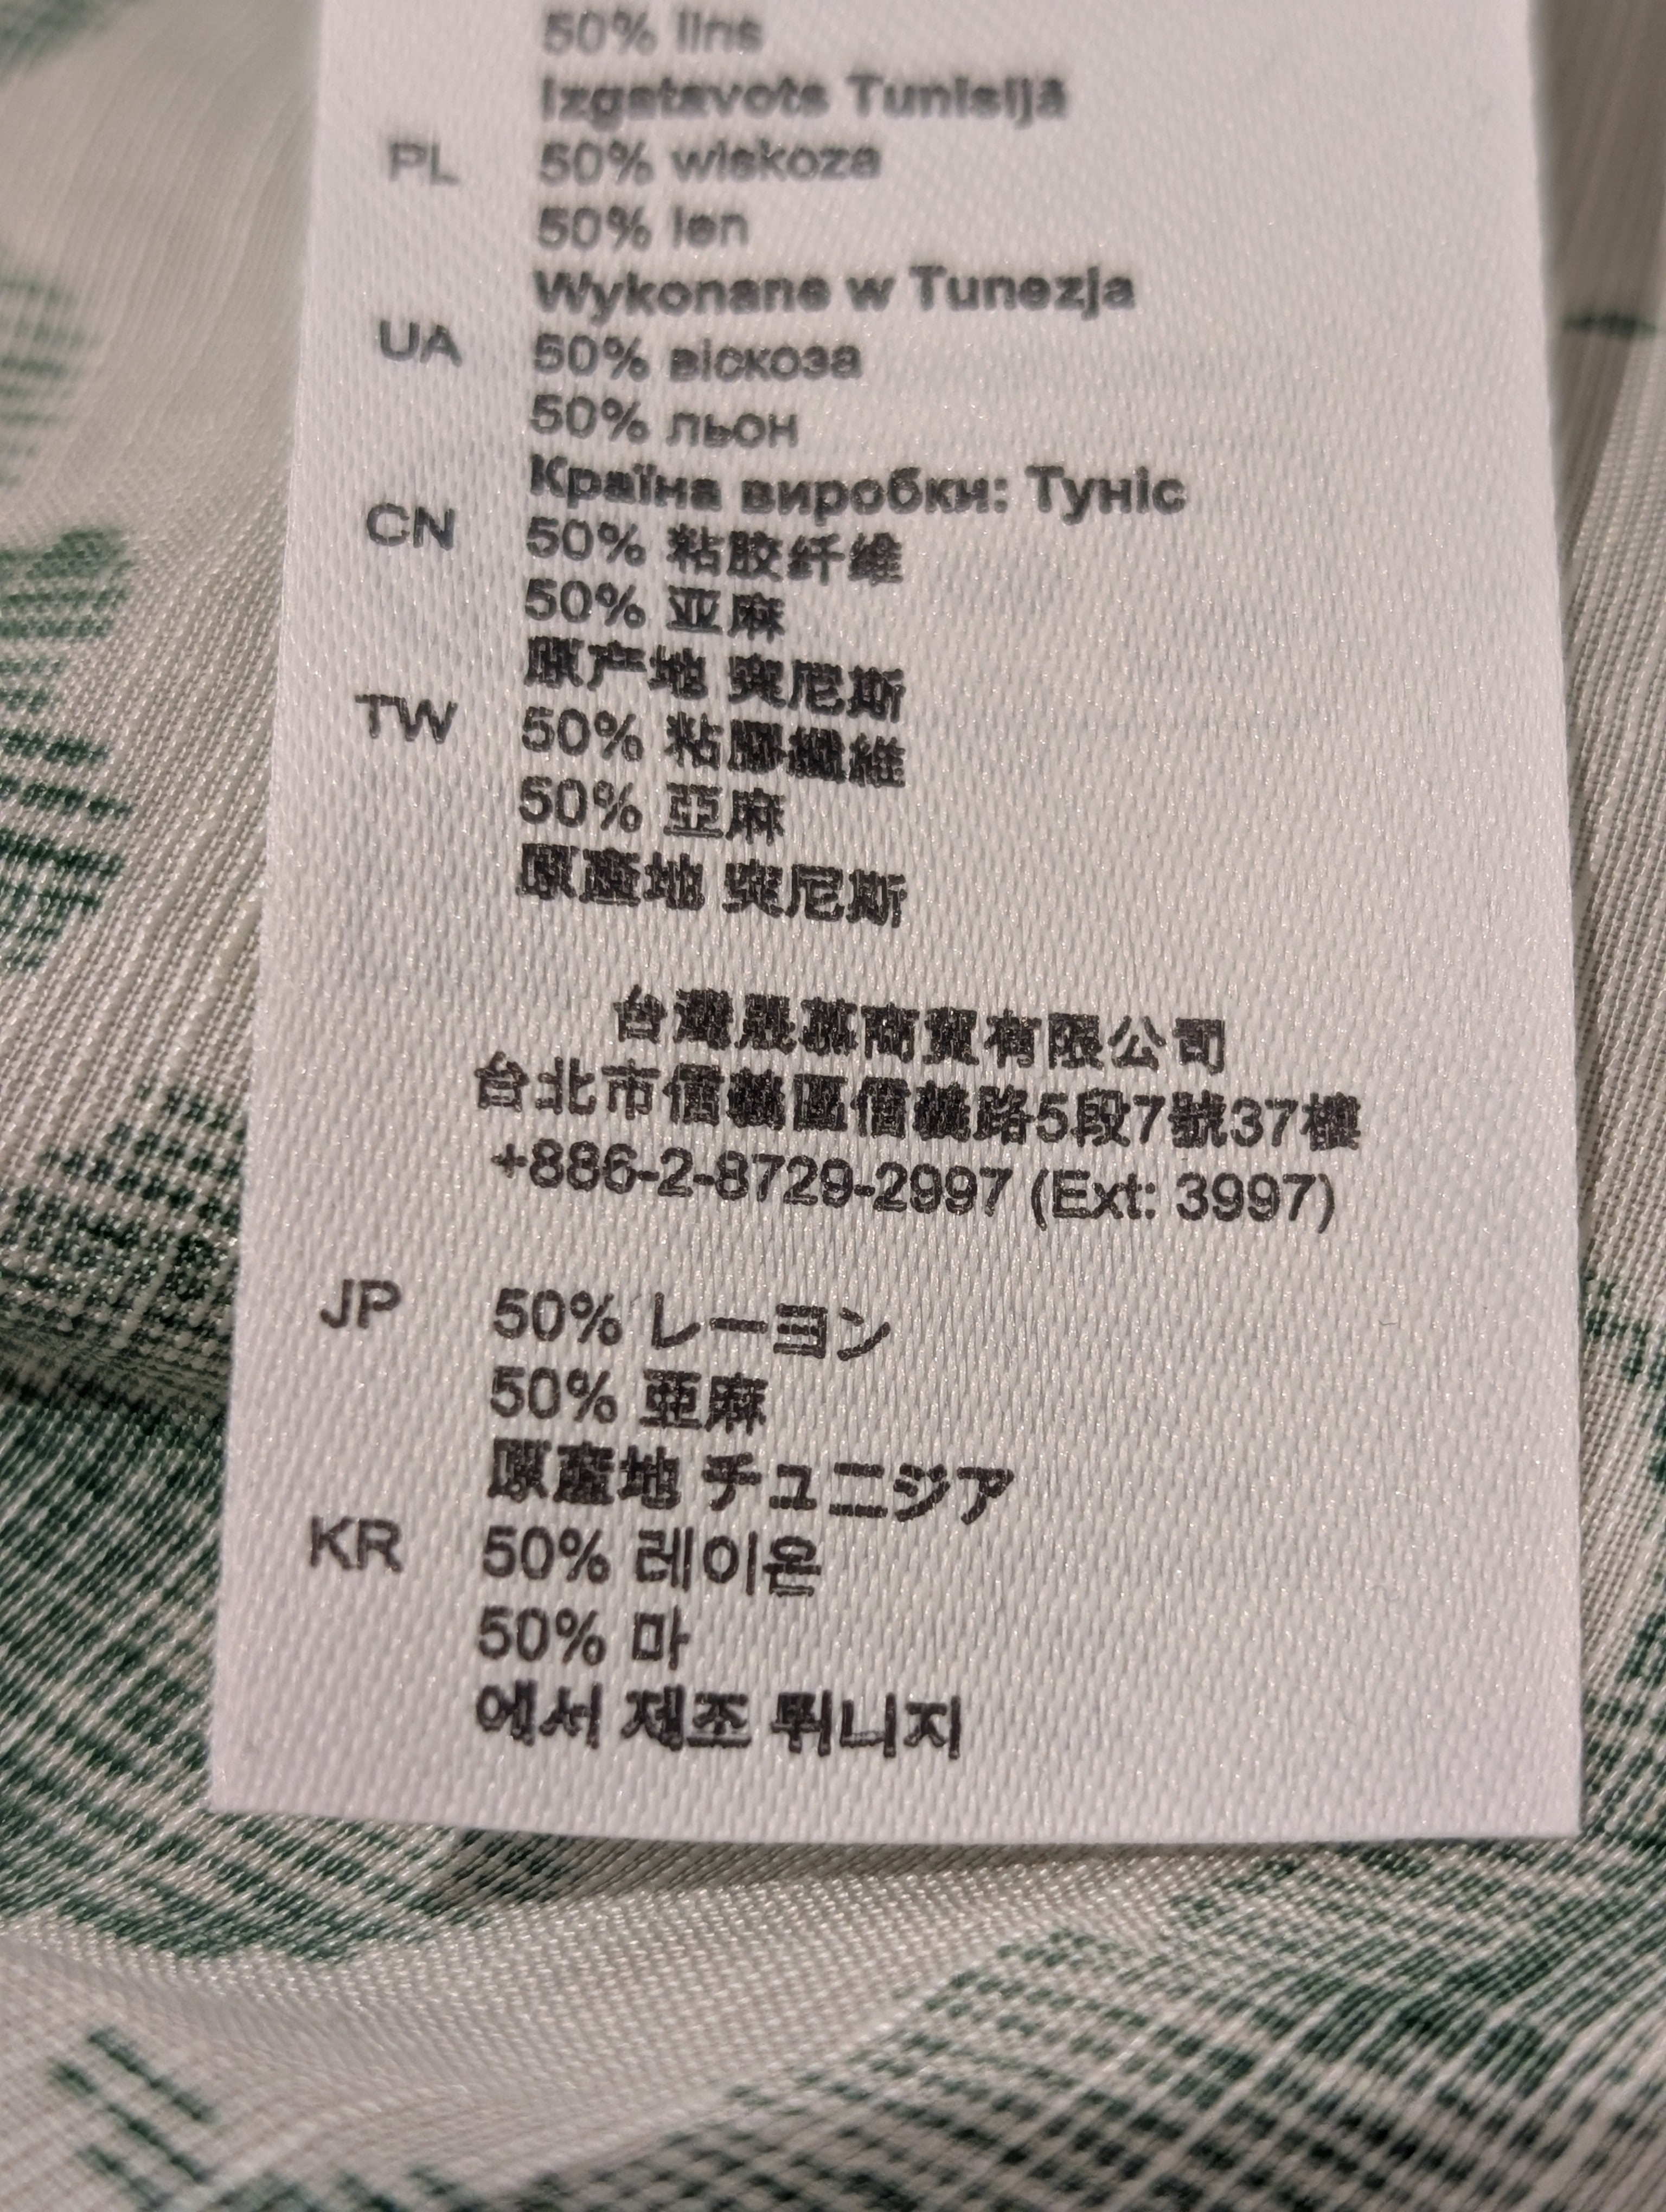 50% lins
Izgatavots Tunisijā
PL 50% wiskoza
50% len
Wykonane w Tunezja
UA 50% віскоза
50% льон
Країна виробки: Туніс
CN 50% 粘胶纤维
50% 亚麻
原产地 突尼斯
TW 50% 粘膠纖維
50% 亞麻
原產地 突尼斯
台灣晨慕商貿有限公司
台北市信義區信義路5段7號37樓
+886-2-8729-2997 (Ext: 3997)
JP 50% レーヨン
50% 亜麻
原産地 チュニジア
KR 50% 레이온
50% 마
에서 제조 튀니지